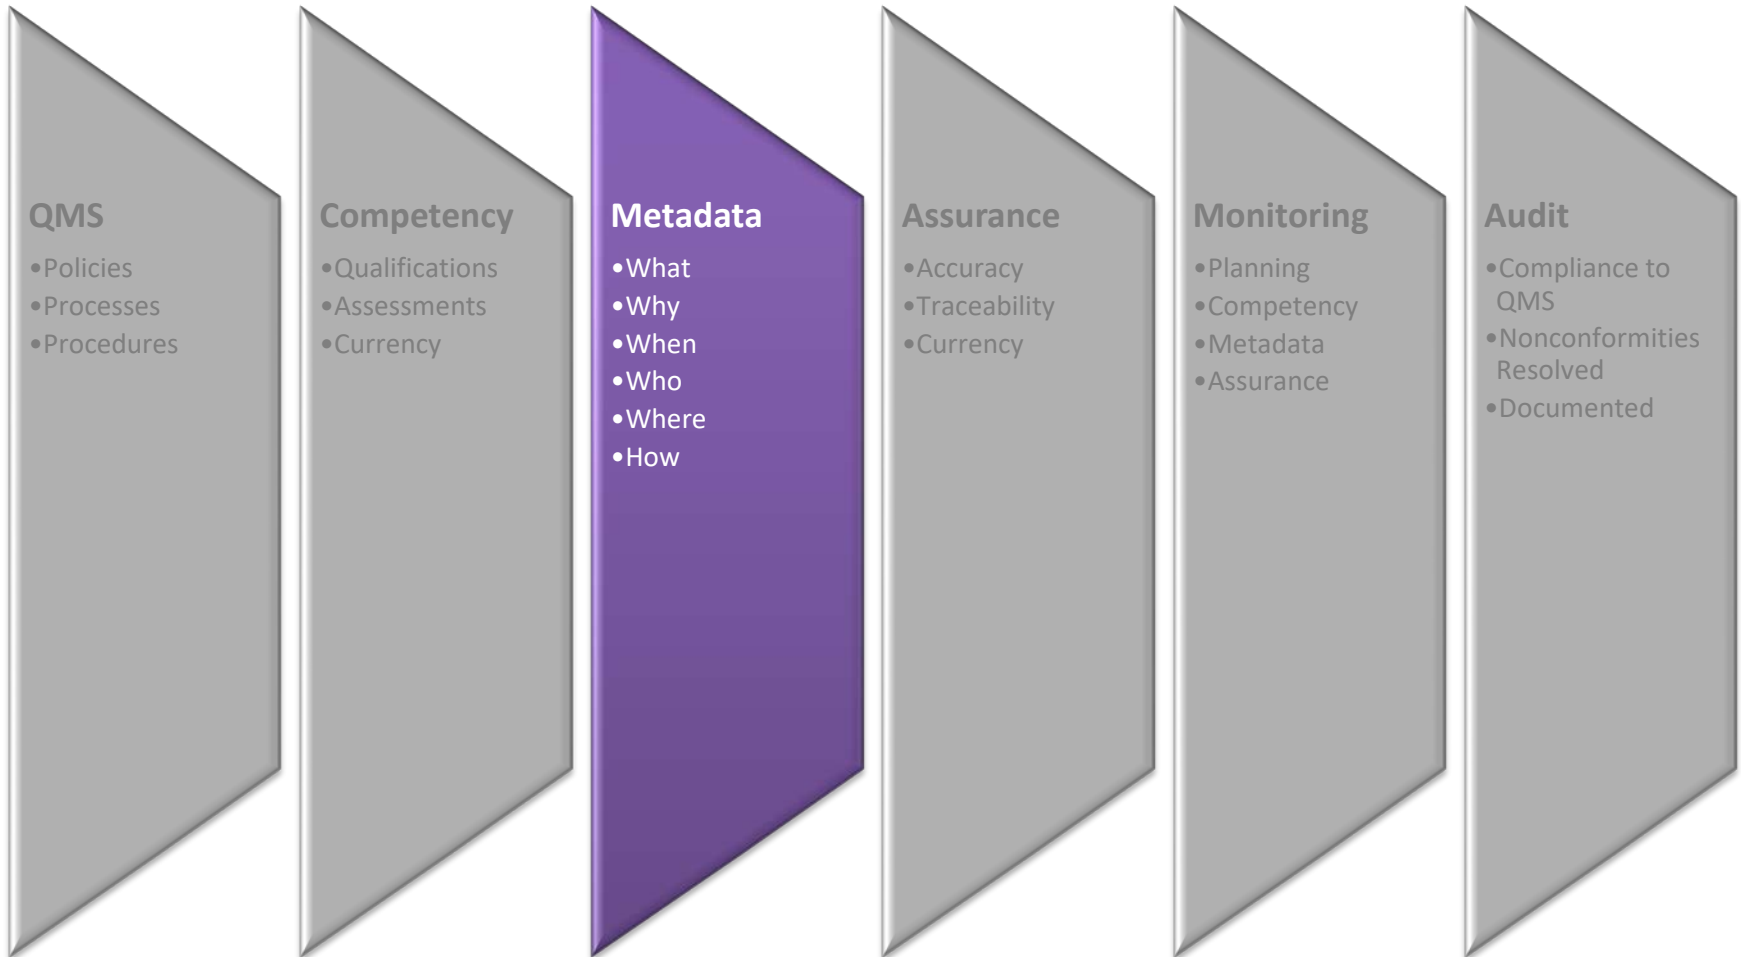 QMS
•Policies
•Processes
•Procedures
Competency
•Qualifications
•Assessments
•Currency
Metadata
•What
•Why
•When
•Who
•Where
•How
Assurance
•Accuracy
•Traceability
•Currency
Monitoring
•Planning
•Competency
•Metadata
•Assurance
Audit
•Compliance to
QMS
•Nonconformities
Resolved
•Documented